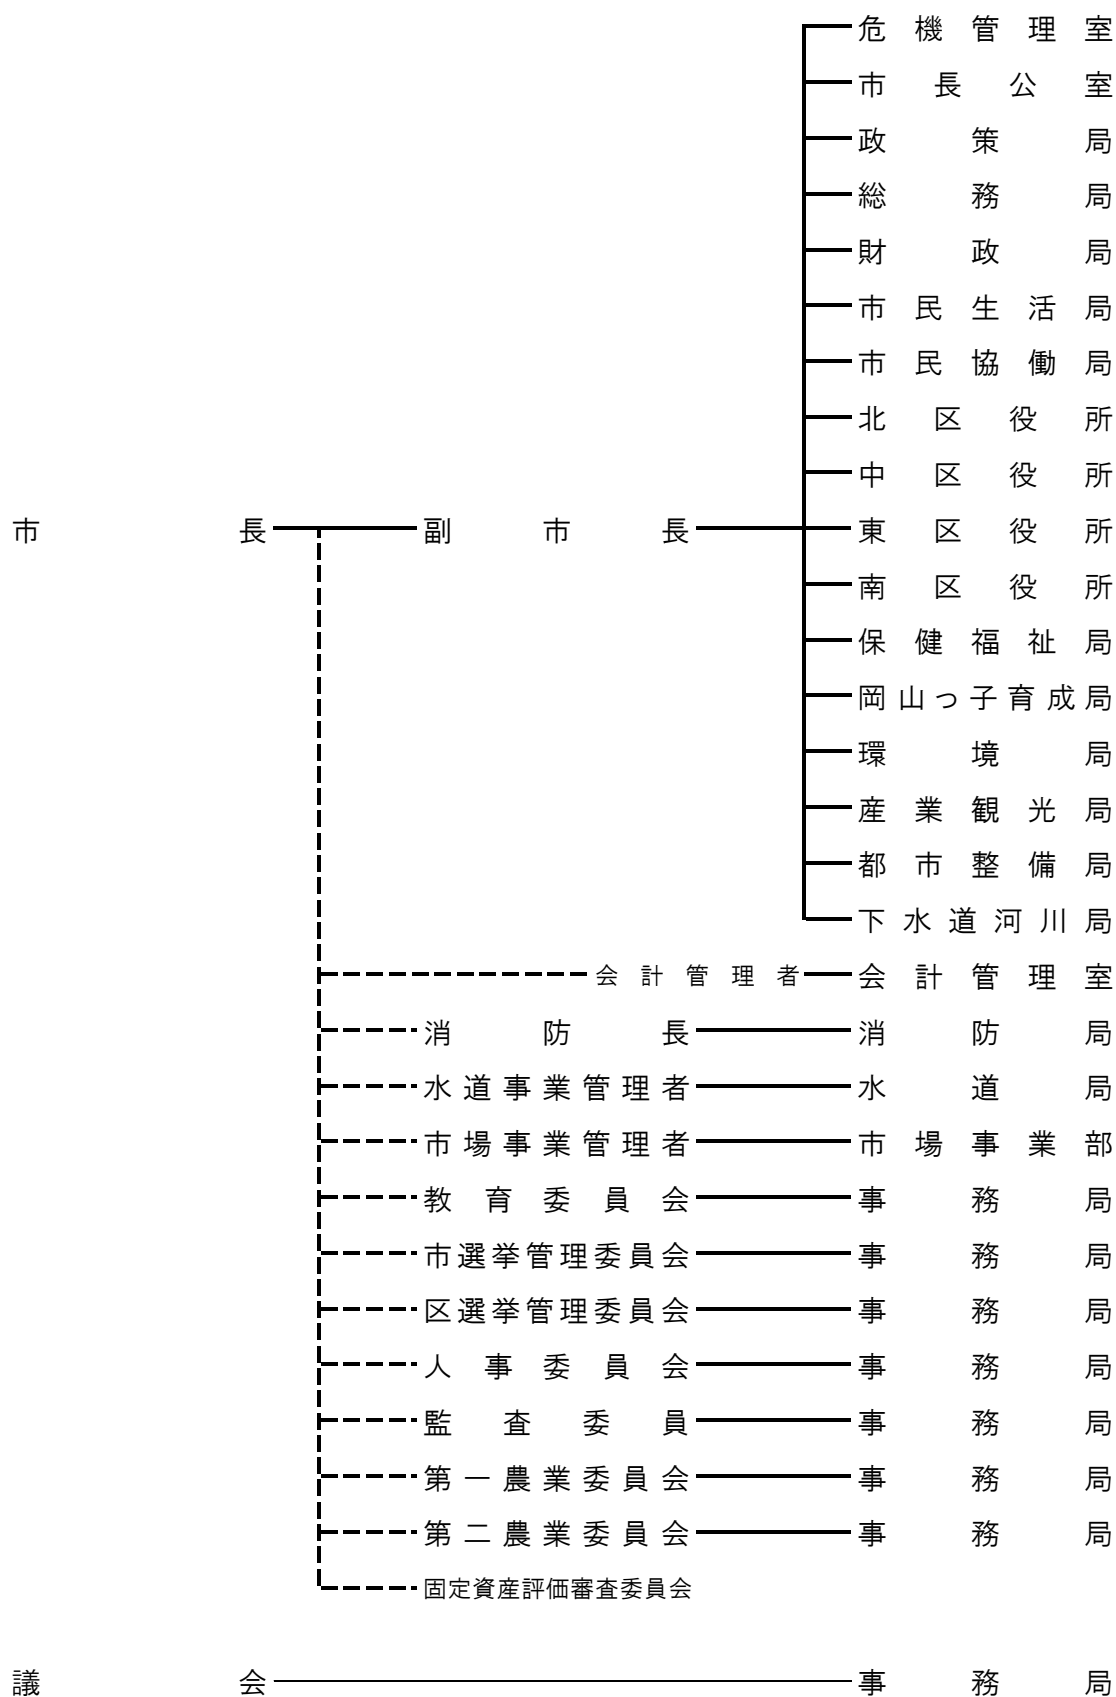 危機管理室
市長公室
政策局
総務局
財政局
市民生活局
市民協働局
北区役所
中区役所
市長 副市長 東区役所
南区役所
保健福祉局
岡山っ子育成局
環境局
産業観光局
都市整備局
下水道河川局
会計管理者 会計管理室
消防長 消防局
水道事業管理者 水道局
市場事業管理者 市場事業部
教育委員会 事務局
市選挙管理委員会 事務局
区選挙管理委員会 事務局
人事委員会 事務局
監査委員 事務局
第一農業委員会 事務局
第二農業委員会 事務局
固定資産評価審査委員会
議会 事務局